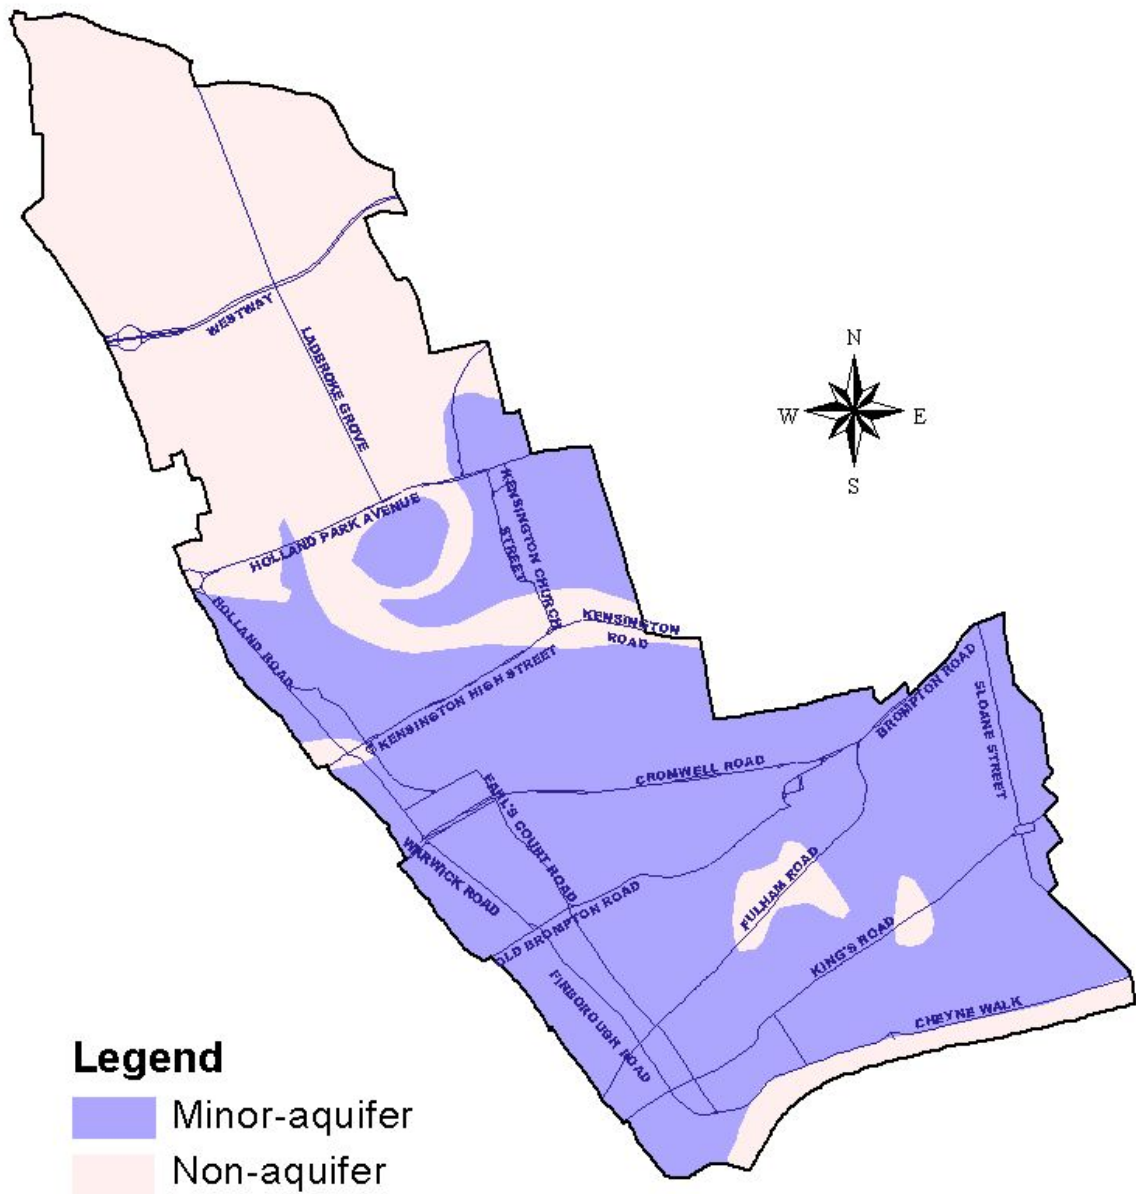 WESTWAY
LADBROKE GROVE
N
W
E
S
HOLLAND PARK AVENUE
KENSINGTON CHURCH
STREET
HOLLAND ROAD
KENSINGTON
ROAD
KENSINGTON HIGH STREET
BROMPTON ROAD
SLOANE STREET
CROMWELL ROAD
EARL'S COURT ROAD
WARWICK ROAD
FULHAM ROAD
OLD BROMPTON ROAD
KING'S ROAD
FINBOROUGH ROAD
CHEYNE WALK
Legend
Minor-aquifer
Non-aquifer